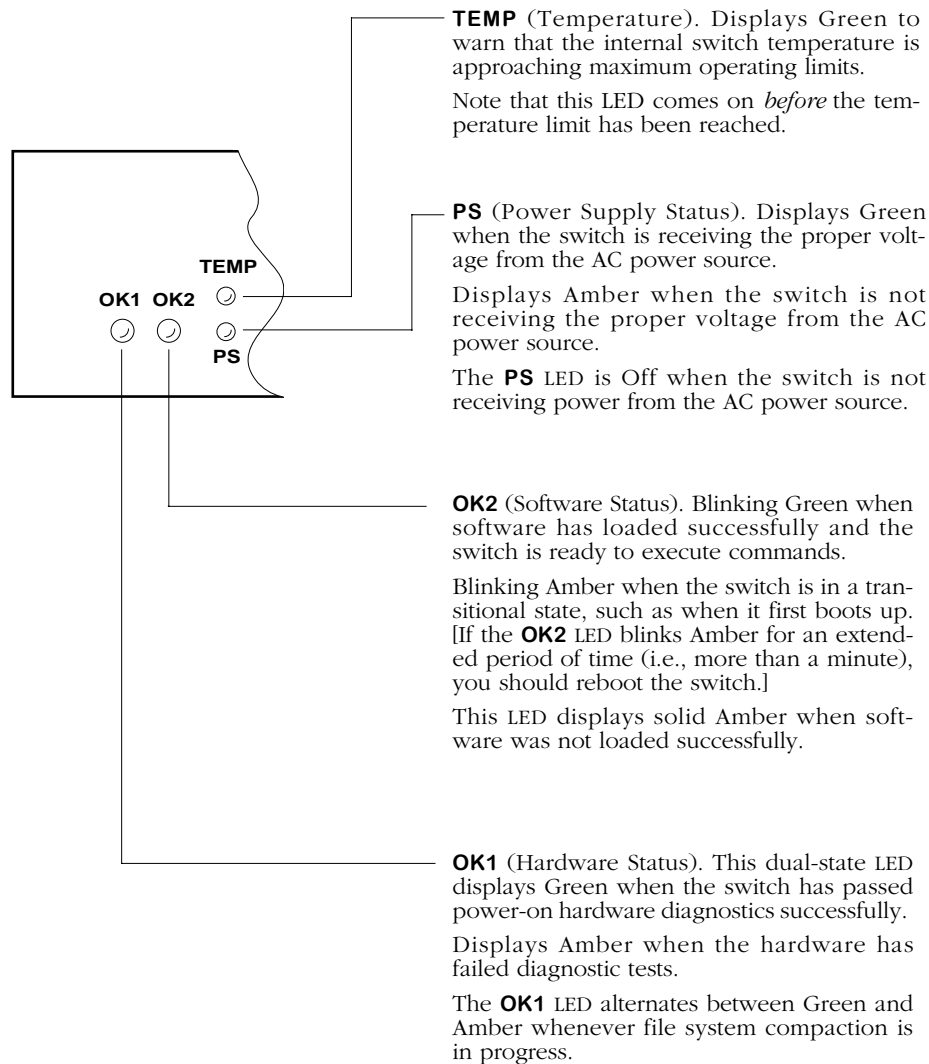 TEMP (Temperature). Displays Green to
warn that the internal switch temperature is
approaching maximum operating limits.
Note that this LED comes on before the tem-
perature limit has been reached.
PS (Power Supply Status). Displays Green
when the switch is receiving the proper volt-
age from the AC power source.
Displays Amber when the switch is not
receiving the proper voltage from the AC
power source.
The PS LED is Off when the switch is not
receiving power from the AC power source.
TEMP
OK1 OK2
PS
OK2 (Software Status). Blinking Green when
software has loaded successfully and the
switch is ready to execute commands.
Blinking Amber when the switch is in a tran-
sitional state, such as when it first boots up.
[If the OK2 LED blinks Amber for an extend-
ed period of time (i.e., more than a minute),
you should reboot the switch.]
This LED displays solid Amber when soft-
ware was not loaded successfully.
OK1 (Hardware Status). This dual-state LED
displays Green when the switch has passed
power-on hardware diagnostics successfully.
Displays Amber when the hardware has
failed diagnostic tests.
The OK1 LED alternates between Green and
Amber whenever file system compaction is
in progress.